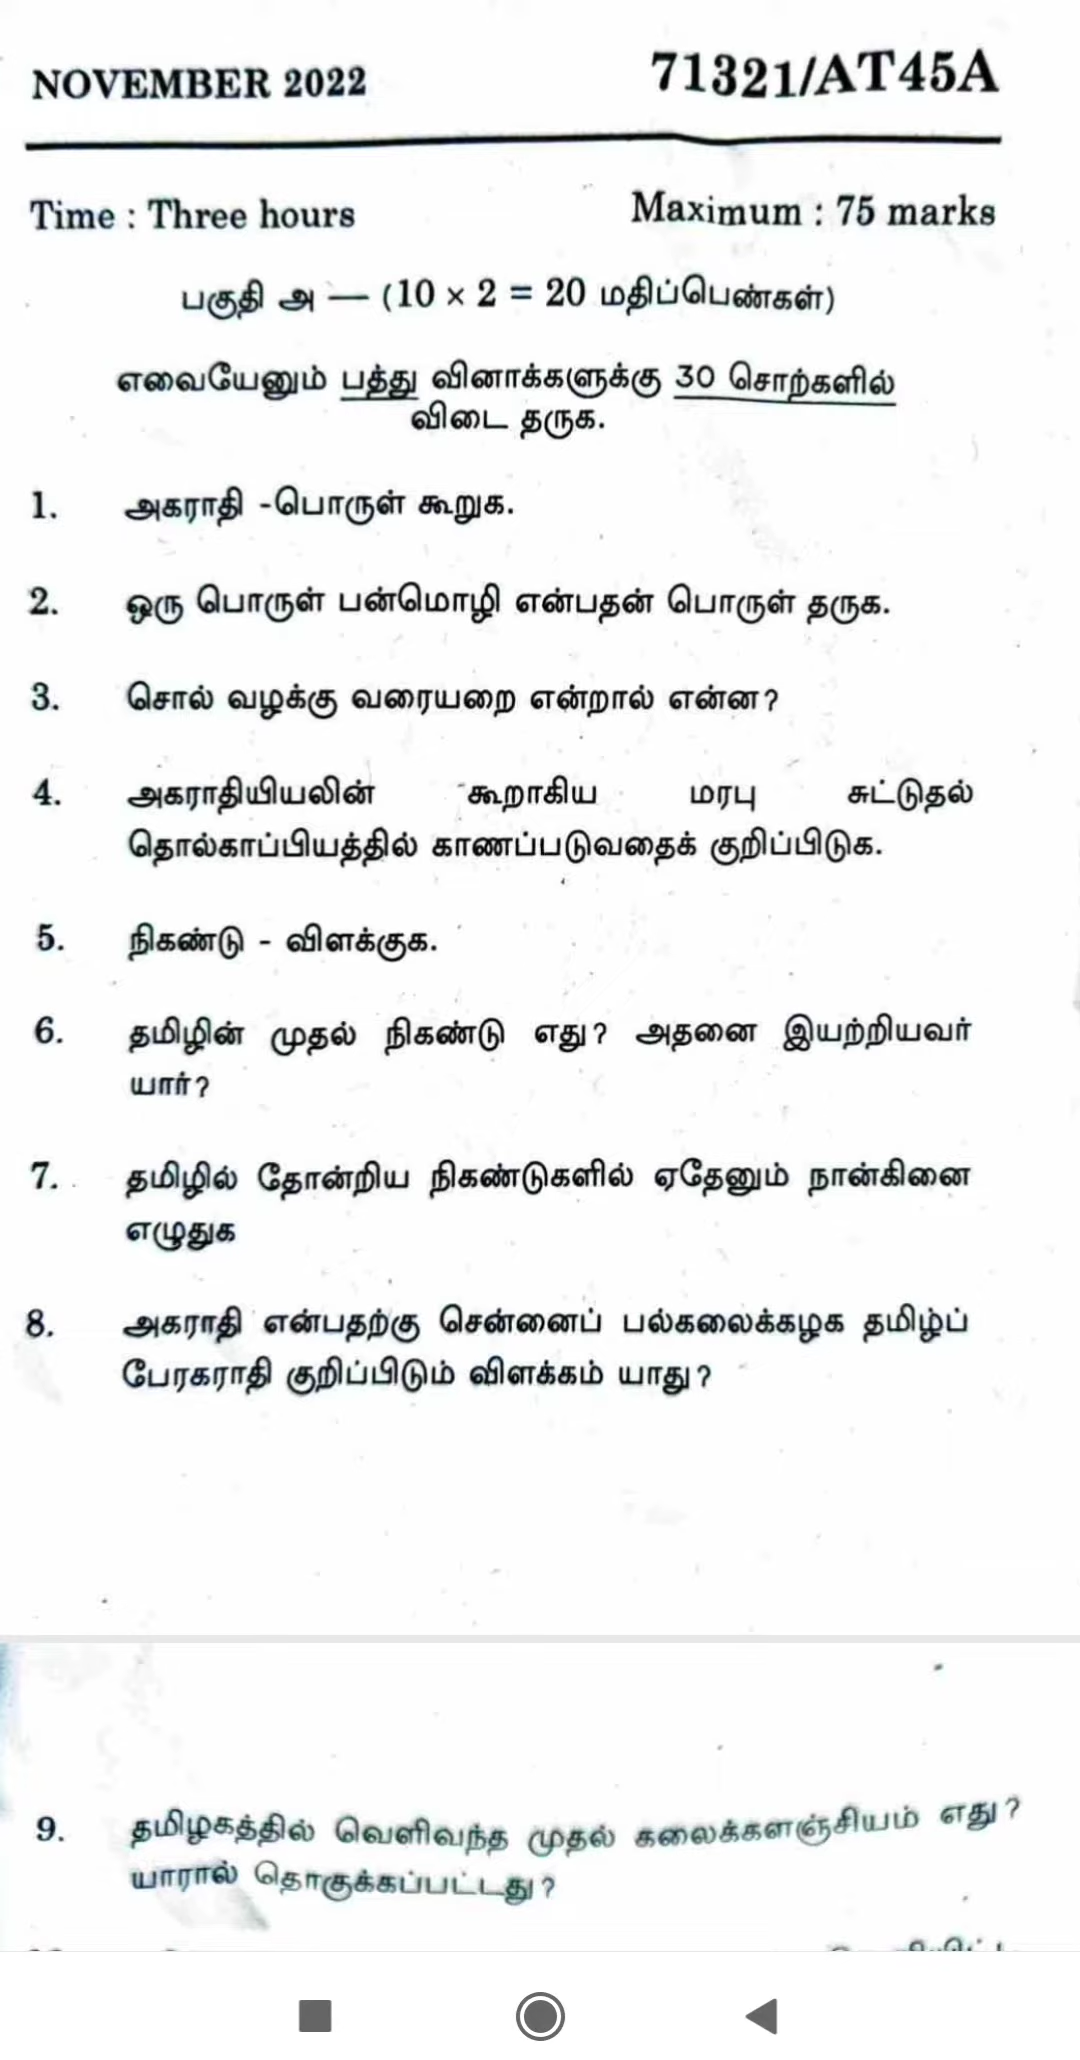 NOVEMBER 2022 71321/AT45A
Time : Three hours Maximum : 75 marks
பகுதி அ — (10 × 2 = 20 மதிப்பெண்கள்)
எவையேனும் பத்து வினாக்களுக்கு 30 சொற்களில்
விடை தருக.
1. அகராதி -பொருள் கூறுக.
2. ஒரு பொருள் பன்மொழி என்பதன் பொருள் தருக.
3. சொல் வழக்கு வரையறை என்றால் என்ன?
4. அகராதியியலின் கூறாகிய மரபு சுட்டுதல்
தொல்காப்பியத்தில் காணப்படுவதைக் குறிப்பிடுக.
5. நிகண்டு - விளக்குக.
6. தமிழின் முதல் நிகண்டு எது? அதனை இயற்றியவர்
யார்?
7. தமிழில் தோன்றிய நிகண்டுகளில் ஏதேனும் நான்கினை
எழுதுக
8. அகராதி என்பதற்கு சென்னைப் பல்கலைக்கழக தமிழ்ப்
பேரகராதி குறிப்பிடும் விளக்கம் யாது?
9. தமிழகத்தில் வெளிவந்த முதல் கலைக்களஞ்சியம் எது?
யாரால் தொகுக்கப்பட்டது?